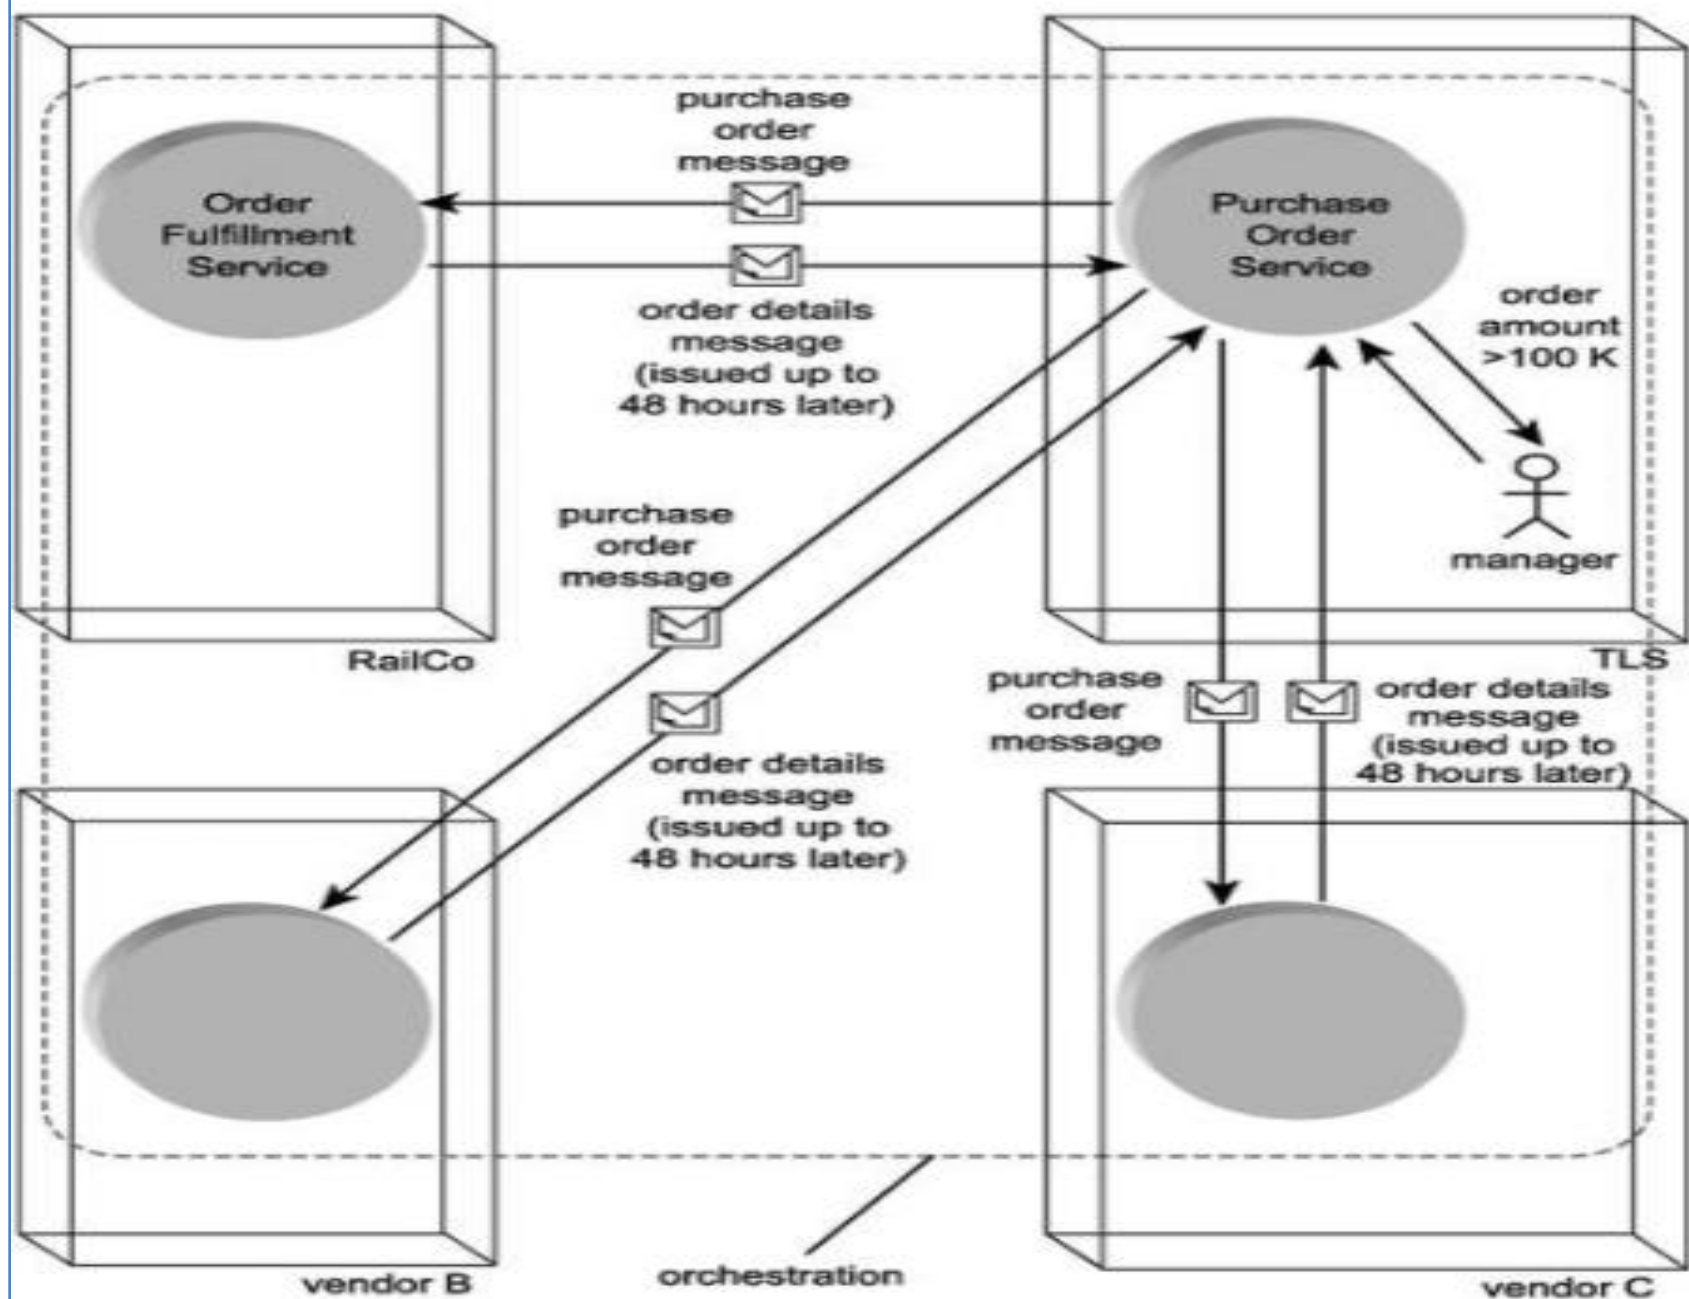 purchase
order
message
Order
Fulfillment
Service
Purchase
Order
Service
order details
message
(issued up to
48 hours later)
order
amount
>100 K
manager
purchase
order
message
RailCo
TLS
purchase
order
message
order details
message
(issued up to
48 hours later)
order details
message
(issued up to
48 hours later)
vendor B
orchestration
vendor C